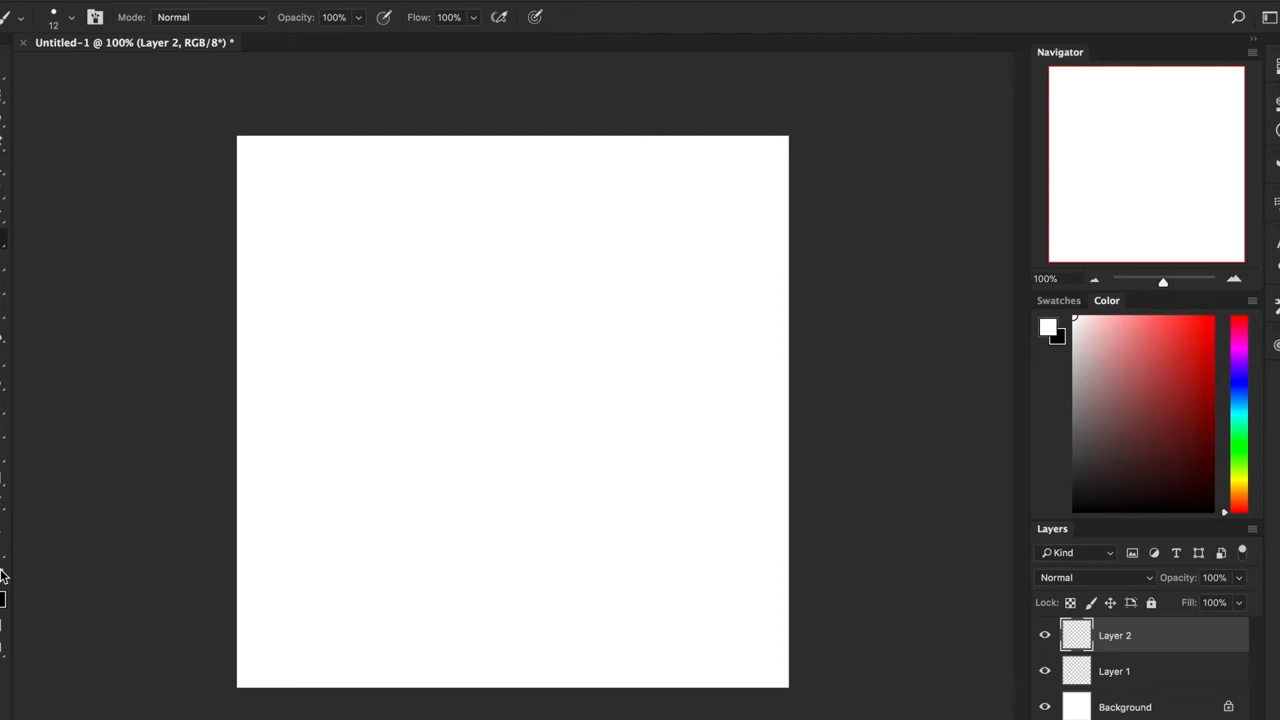 12 Mode: Normal Opacity: 100% Flow: 100%
× Untitled-1 @ 100% (Layer 2, RGB/8*) *
Navigator
100%
Swatches Color
Layers
Kind
Normal Opacity: 100%
Lock: Fill: 100%
Layer 2
Layer 1
Background